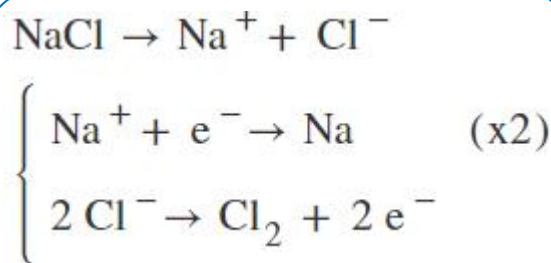 NaCl → Na⁺ + Cl⁻
Na⁺ + e⁻ → Na (x2)
2 Cl⁻ → Cl₂ + 2 e⁻